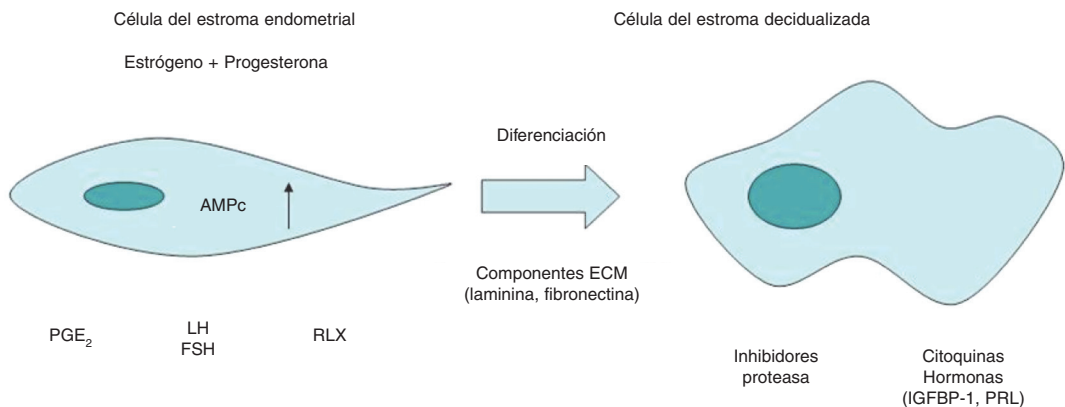 Célula del estroma endometrial
Célula del estroma decidualizada
Estrógeno + Progesterona
Diferenciación
AMPc
Componentes ECM
(laminina, fibronectina)
PGE2
LH
FSH
RLX
Inhibidores
proteasa
Citoquinas
Hormonas
(IGFBP-1, PRL)